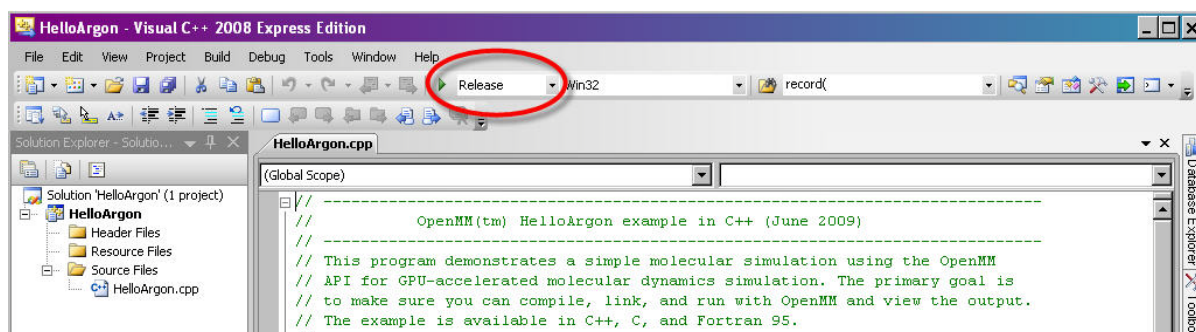 HelloArgon - Visual C++ 2008 Express Edition
File Edit View Project Build Debug Tools Window Help
Release Win32 record(
Solution Explorer - Solutio...
HelloArgon.cpp
(Global Scope)
Solution 'HelloArgon' (1 project)
HelloArgon
Header Files
Resource Files
Source Files
HelloArgon.cpp
// ----------------------------------------------------------------------------
// OpenMM(tm) HelloArgon example in C++ (June 2009)
// ----------------------------------------------------------------------------
// This program demonstrates a simple molecular simulation using the OpenMM
// API for GPU-accelerated molecular dynamics simulation. The primary goal is
// to make sure you can compile, link, and run with OpenMM and view the output.
// The example is available in C++, C, and Fortran 95.
Database Explorer